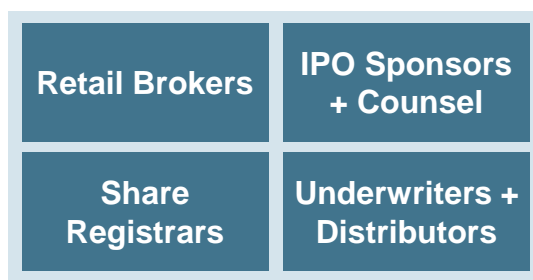 Retail Brokers
IPO Sponsors
+ Counsel
Share
Registrars
Underwriters +
Distributors